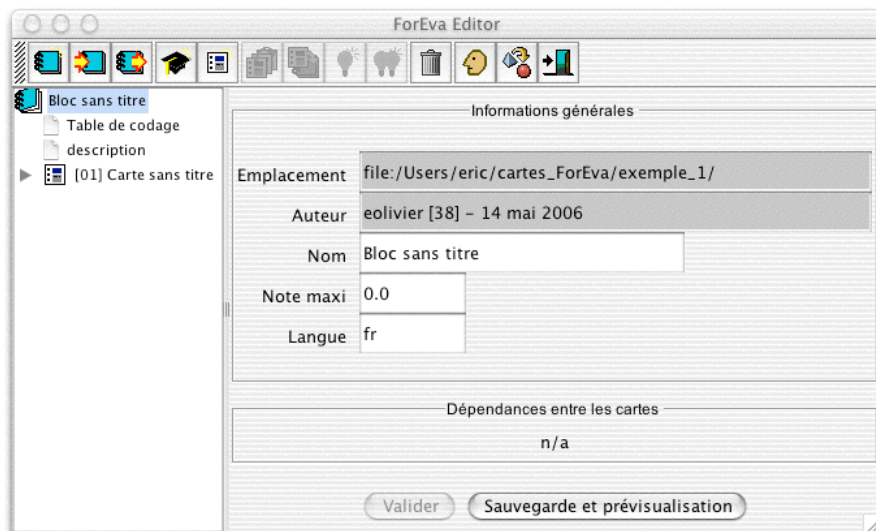 ForEva Editor
Bloc sans titre
Table de codage
description
[01] Carte sans titre
Informations générales
Emplacement file:/Users/eric/cartes_ForEva/exemple_1/
Auteur eolivier [38] – 14 mai 2006
Nom Bloc sans titre
Note maxi 0.0
Langue fr
Dépendances entre les cartes
n/a
Valider Sauvegarde et prévisualisation